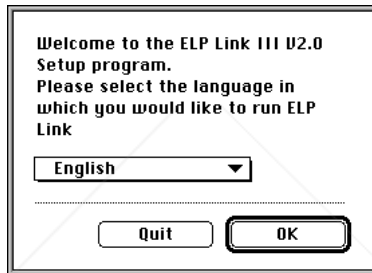 Welcome to the ELP Link III V2.0
Setup program.
Please select the language in
which you would like to run ELP
Link
English
Quit
OK